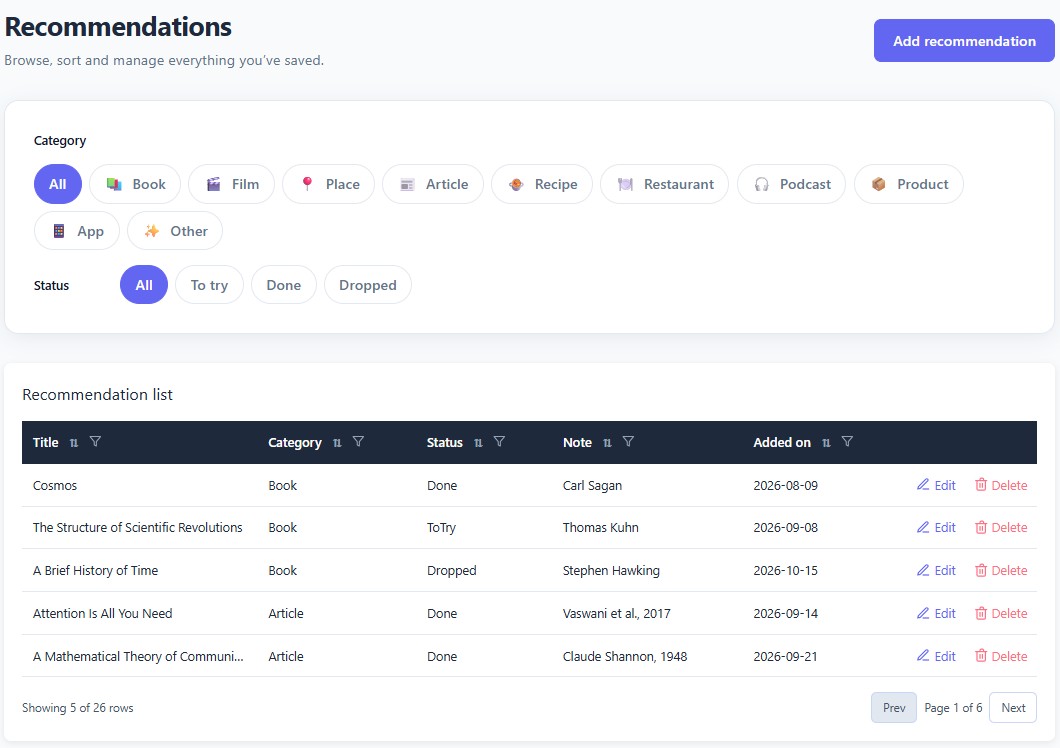 Recommendations
Add recommendation
Browse, sort and manage everything you've saved.
Category
All Book Film Place Article Recipe Restaurant Podcast Product
App Other
Status All To try Done Dropped
Recommendation list
Title Category Status Note Added on
Cosmos Book Done Carl Sagan 2026-08-09 Edit Delete
The Structure of Scientific Revolutions Book ToTry Thomas Kuhn 2026-09-08 Edit Delete
A Brief History of Time Book Dropped Stephen Hawking 2026-10-15 Edit Delete
Attention Is All You Need Article Done Vaswani et al., 2017 2026-09-14 Edit Delete
A Mathematical Theory of Communi... Article Done Claude Shannon, 1948 2026-09-21 Edit Delete
Showing 5 of 26 rows Prev Page 1 of 6 Next